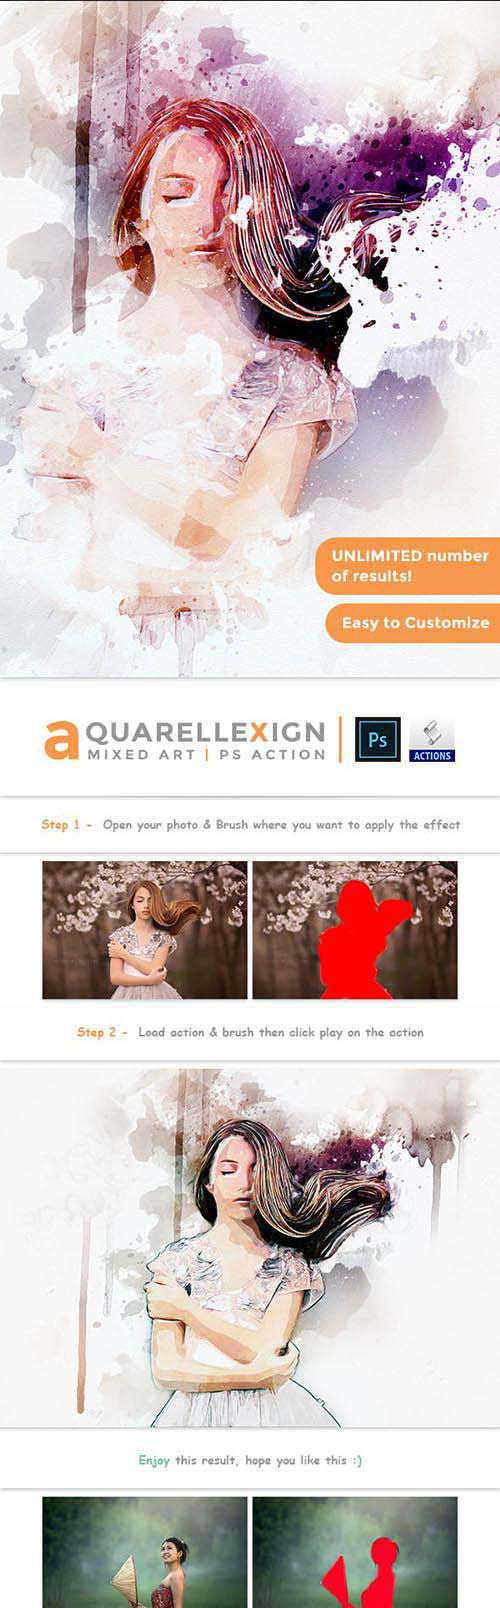 UNLIMITED number
of results!
Easy to Customize
aQUARELLEXIGN
MIXED ART | PS ACTION
Ps
ACTIONS
Step 1 - Open your photo & Brush where you want to apply the effect
Step 2 - Load action & brush then click play on the action
Enjoy this result, hope you like this :)